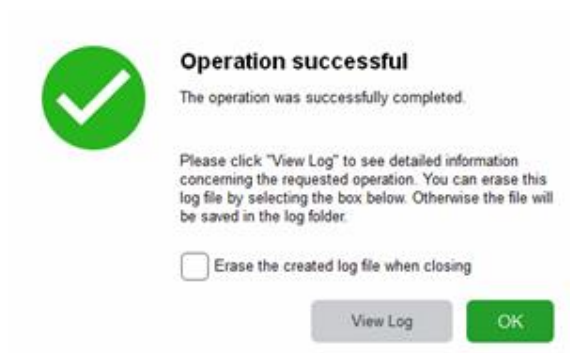 Operation successful
The operation was successfully completed.
Please click "View Log" to see detailed information
concerning the requested operation. You can erase this
log file by selecting the box below. Otherwise the file will
be saved in the log folder.
Erase the created log file when closing
View Log
OK